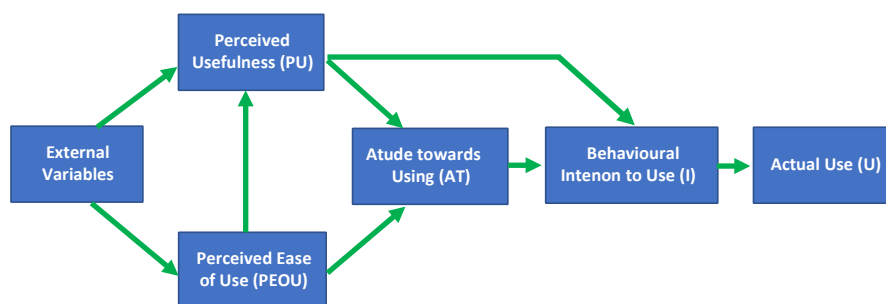 Perceived
Usefulness (PU)
External
Variables
Atude towards
Using (AT)
Behavioural
Intenon to Use (I)
Actual Use (U)
Perceived Ease
of Use (PEOU)